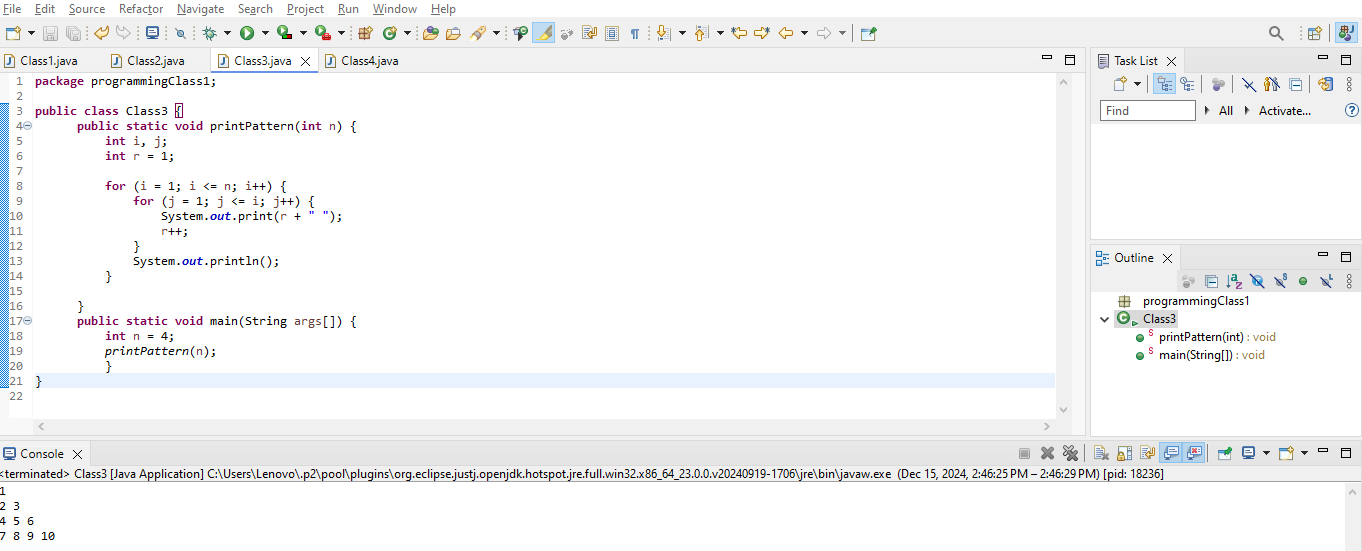 File Edit Source Refactor Navigate Search Project Run Window Help
Class1.java Class2.java Class3.java Class4.java
1 package programmingClass1;
2
3 public class Class3 {
4 public static void printPattern(int n) {
5 int i, j;
6 int r = 1;
7
8 for (i = 1; i <= n; i++) {
9 for (j = 1; j <= i; j++) {
10 System.out.print(r + " ");
11 r++;
12 }
13 System.out.println();
14 }
15
16 }
17 public static void main(String args[]) {
18 int n = 4;
19 printPattern(n);
20 }
21 }
22
Task List
Find All Activate...
Outline
programmingClass1
Class3
printPattern(int) : void
main(String[]) : void
Console
<terminated> Class3 [Java Application] C:\Users\Lenovo\.p2\pool\plugins\org.eclipse.justj.openjdk.hotspot.jre.full.win32.x86_64_23.0.0.v20240919-1706\jre\bin\javaw.exe (Dec 15, 2024, 2:46:25 PM – 2:46:29 PM) [pid: 18236]
1
2 3
4 5 6
7 8 9 10